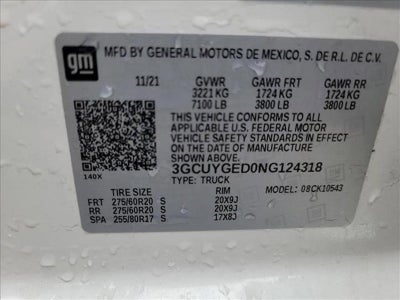 gm
MFD BY GENERAL MOTORS DE MEXICO, S. DE R.L. DE C.V.
11/21 GVWR GAWR FRT GAWR RR
3221 KG 1724 KG 1724 KG
7100 LB 3800 LB 3800 LB
THIS VEHICLE CONFORMS TO ALL APPLICABLE
U.S. FEDERAL MOTOR
VEHICLE SAFETY STANDARDS IN EFFECT ON THE
DATE OF MANUFACTURE SHOWN ABOVE.
3GCUYGED0NG124318
140X TYPE: TRUCK
TIRE SIZE RIM MODEL: 08CK10543
FRT 275/60R20 S 20X9J
RR 275/60R20 S 20X9J
SPA 255/80R17 S 17X8J